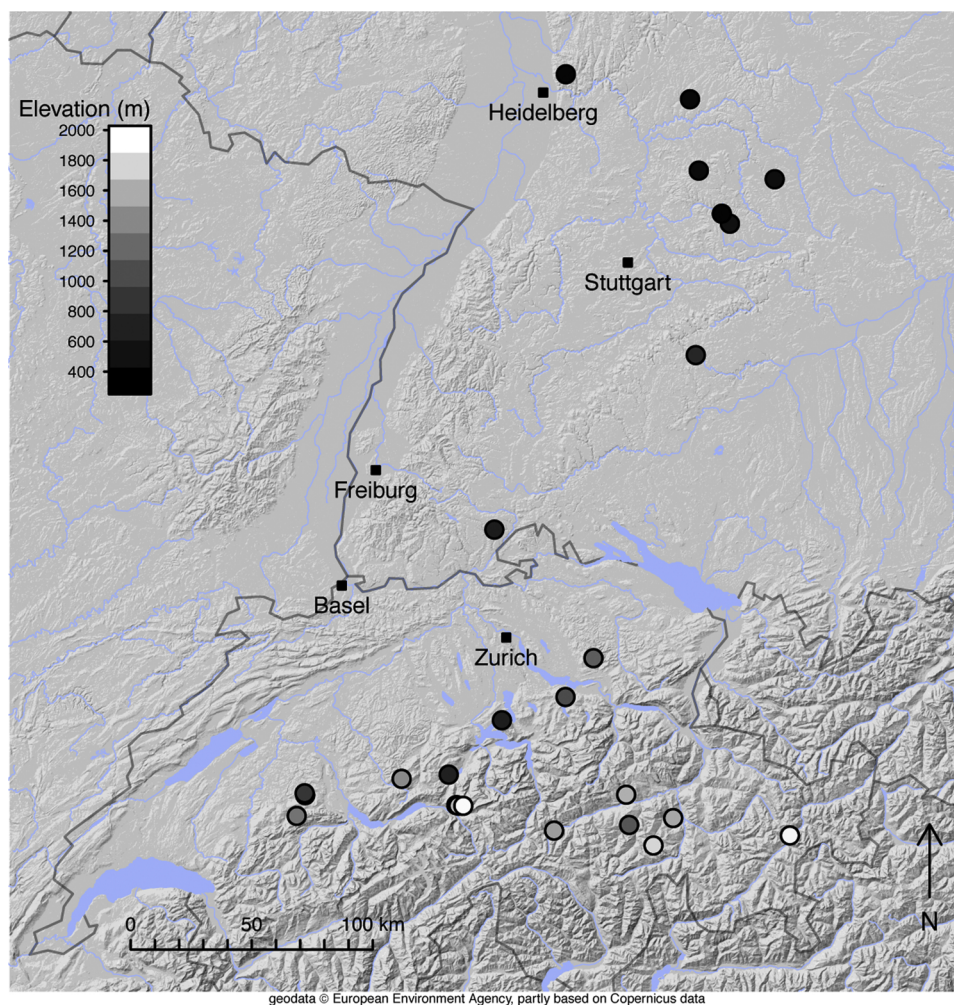 Heidelberg
Elevation (m)
2000
1800
1600
1400
1200
1000
800
600
400
Stuttgart
Freiburg
Basel
Zurich
0 50 100 km
N
geodata © European Environment Agency, partly based on Copernicus data